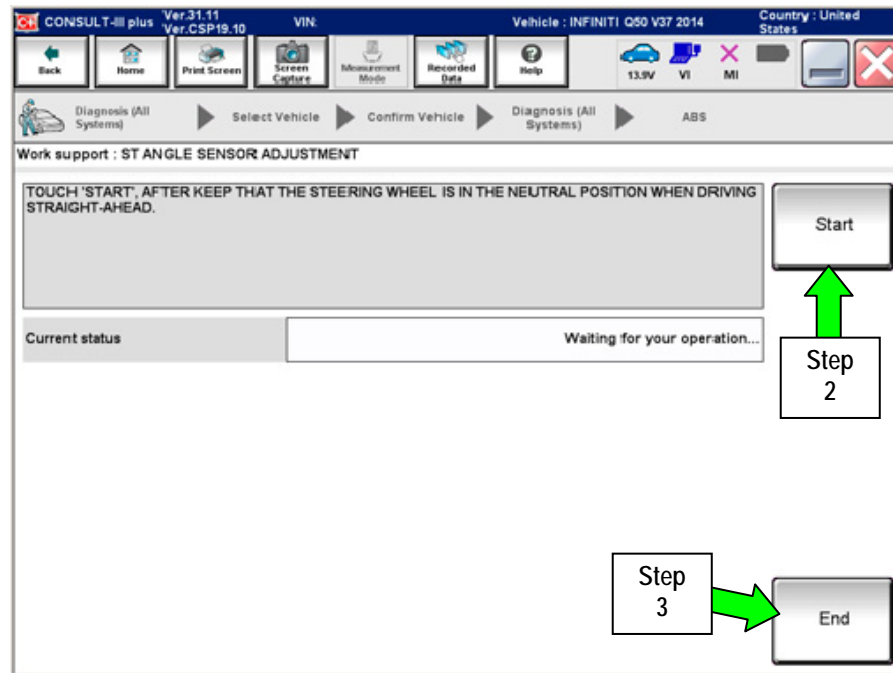 CONSULT-III plus Ver.31.11 Ver.CSP19.10 VIN: Vehicle : INFINITI Q50 V37 2014 Country : United States
Back Home Print Screen Screen Capture Measurement Mode Recorded Data Help 13.9V VI MI
Diagnosis (All Systems) Select Vehicle Confirm Vehicle Diagnosis (All Systems) ABS
Work support : ST ANGLE SENSOR ADJUSTMENT
TOUCH 'START', AFTER KEEP THAT THE STEERING WHEEL IS IN THE NEUTRAL POSITION WHEN DRIVING
STRAIGHT-AHEAD.
Start
Current status Waiting for your operation...
Step
2
Step
3
End